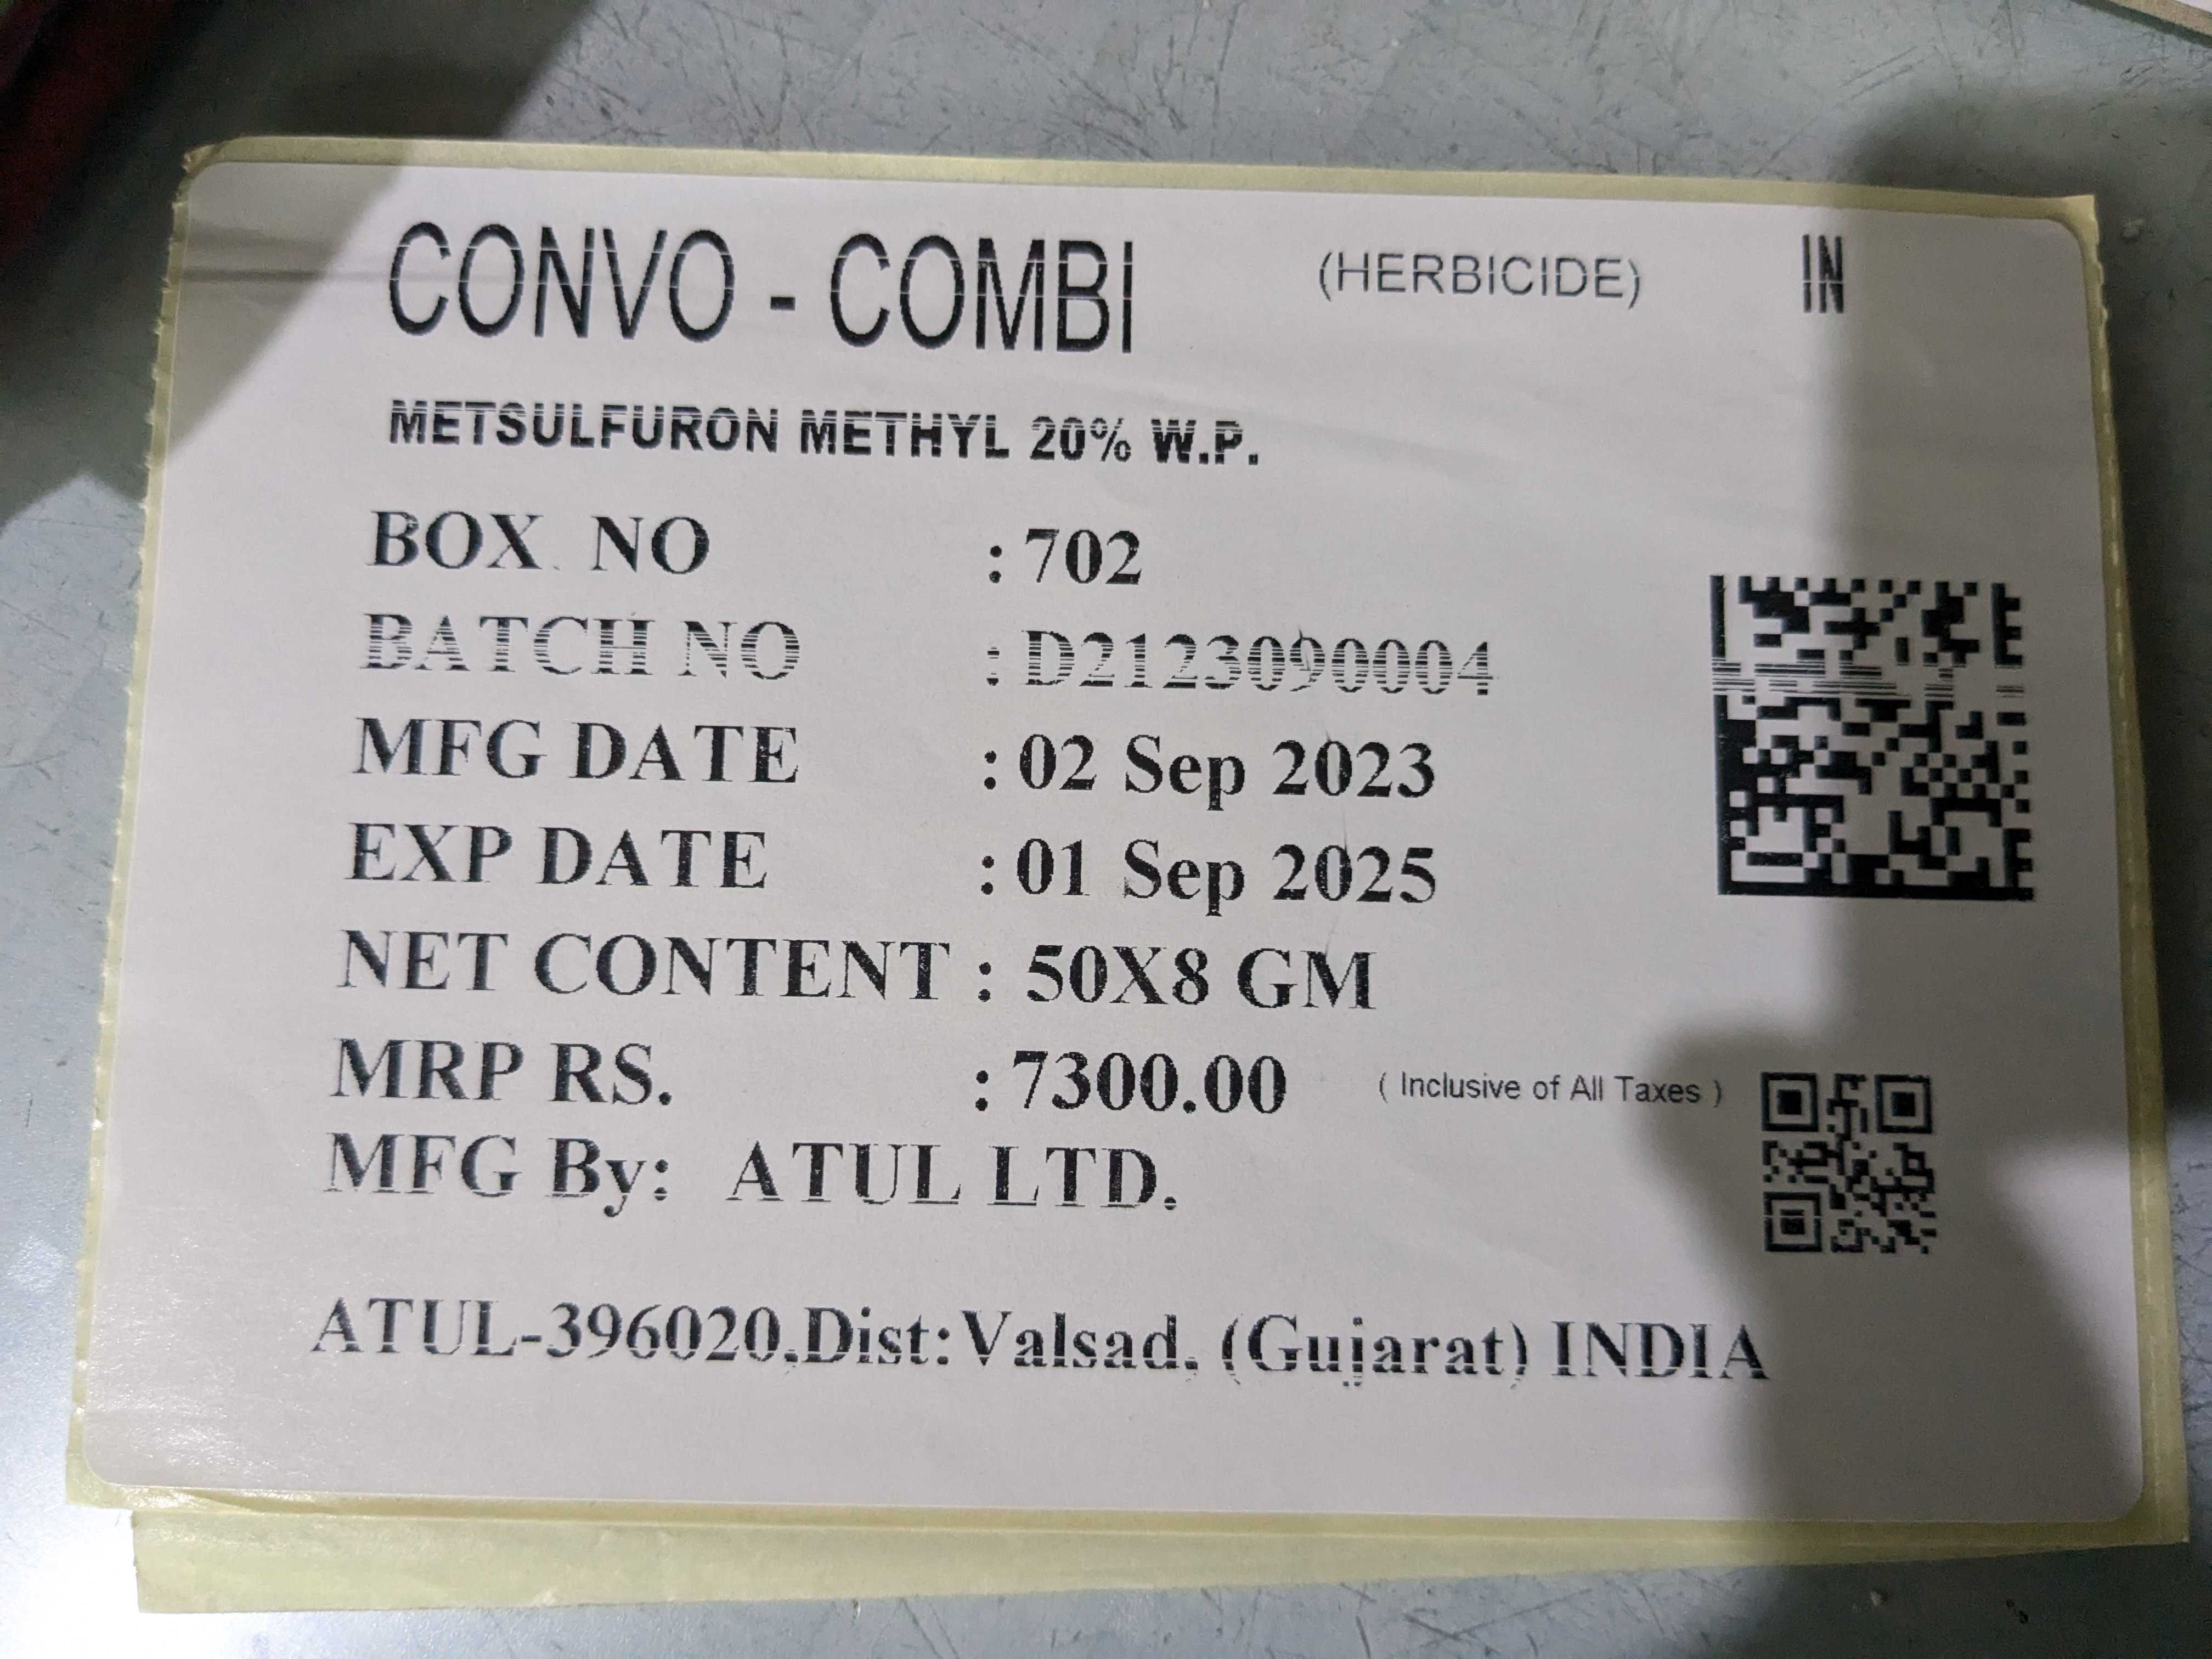 CONVO - COMBI (HERBICIDE) IN
METSULFURON METHYL 20% W.P.
BOX. NO : 702
BATCH NO : D2123090004
MFG DATE : 02 Sep 2023
EXP DATE : 01 Sep 2025
NET CONTENT : 50X8 GM
MRP RS. : 7300.00 ( Inclusive of All Taxes )
MFG By: ATUL LTD.
ATUL-396020,Dist:Valsad, (Gujarat) INDIA